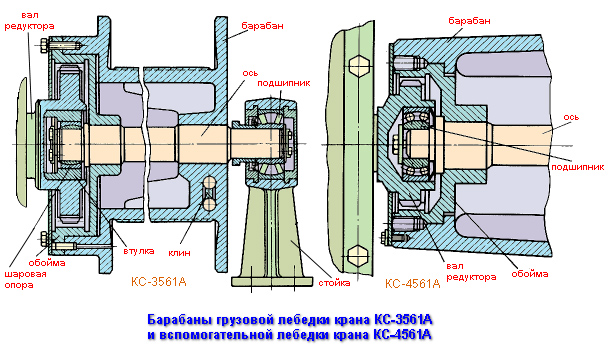 вал
редуктора
барабан
ось
подшипник
обойма
шаровая
опора
втулка
клин
КС-3561А
стойка
барабан
ось
подшипник
КС-4561А
вал
редуктора
обойма
Барабаны грузовой лебедки крана КС-3561А
и вспомогательной лебедки крана КС-4561А